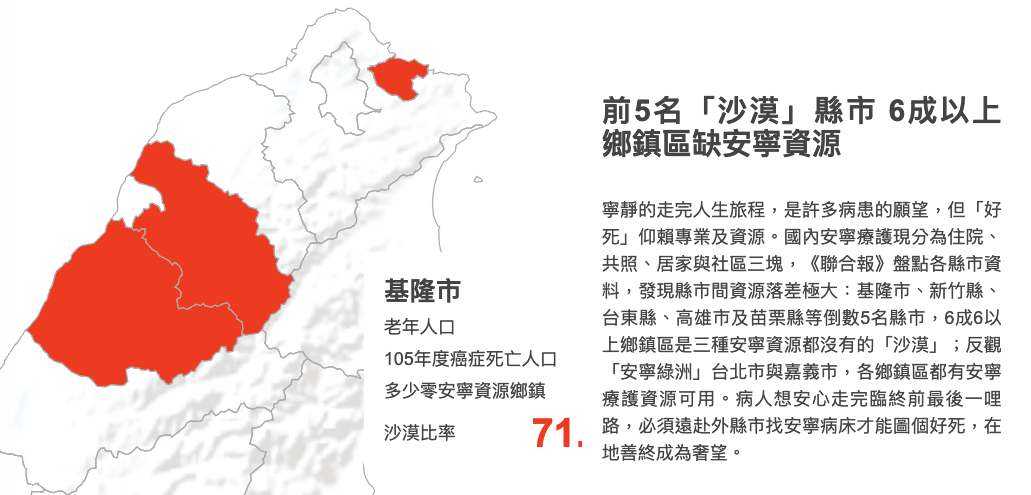 前5名「沙漠」縣市 6成以上
鄉鎮區缺安寧資源
寧靜的走完人生旅程，是許多病患的願望，但「好
死」仰賴專業及資源。國內安寧療護現分為住院、
共照、居家與社區三塊，《聯合報》盤點各縣市資
料，發現縣市間資源落差極大：基隆市、新竹縣、
台東縣、高雄市及苗栗縣等倒數5名縣市，6成6以
上鄉鎮區是三種安寧資源都沒有的「沙漠」；反觀
「安寧綠洲」台北市與嘉義市，各鄉鎮區都有安寧
療護資源可用。病人想安心走完臨終前最後一哩
路，必須遠赴外縣市找安寧病床才能圖個好死，在
地善終成為奢望。
基隆市
老年人口
105年度癌症死亡人口
多少零安寧資源鄉鎮
沙漠比率
71.